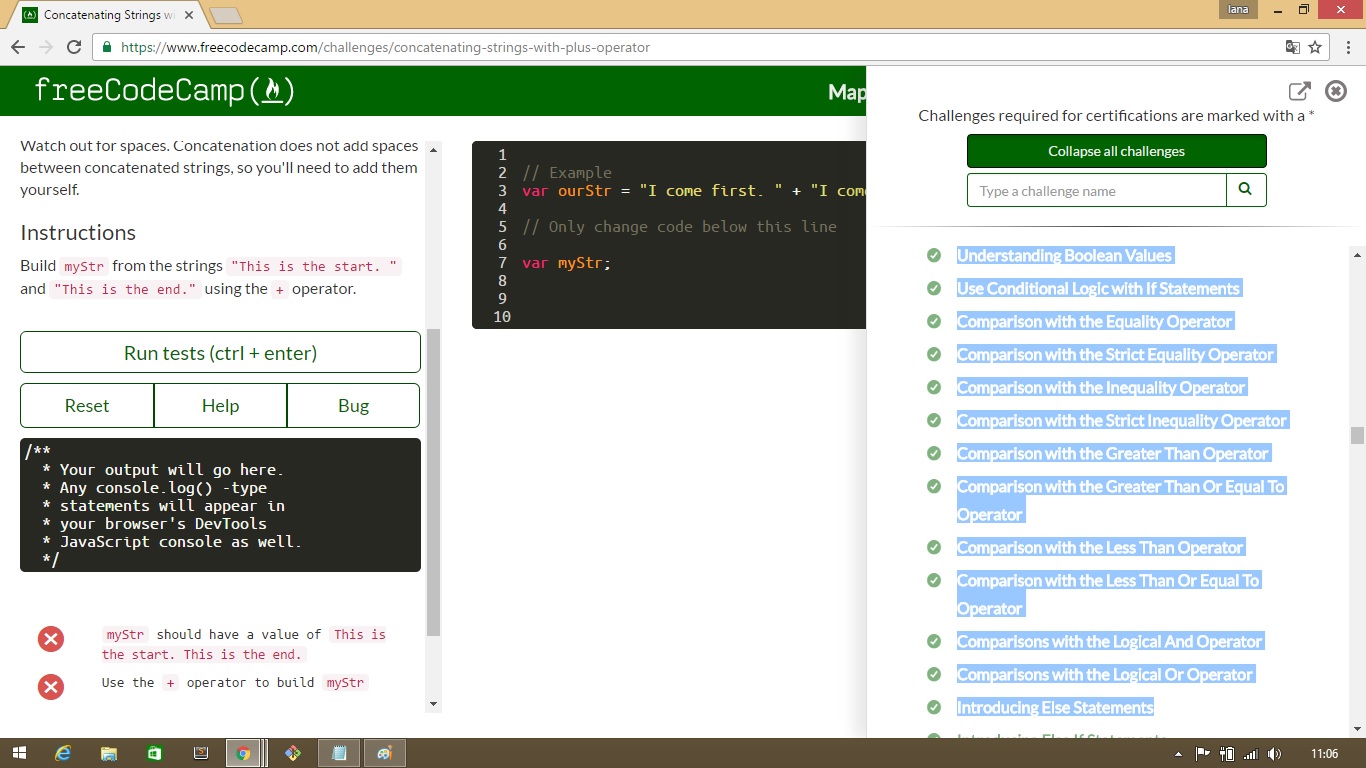 Concatenating Strings w
lana
https://www.freecodecamp.com/challenges/concatenating-strings-with-plus-operator
freeCodeCamp
Map
Watch out for spaces. Concatenation does not add spaces
between concatenated strings, so you'll need to add them
yourself.
Instructions
Build myStr from the strings "This is the start. "
and "This is the end." using the + operator.
Run tests (ctrl + enter)
Reset
Help
Bug
/**
* Your output will go here.
* Any console.log() -type
* statements will appear in
* your browser's DevTools
* JavaScript console as well.
*/
myStr should have a value of This is
the start. This is the end.
Use the + operator to build myStr
1
2 // Example
3 var ourStr = "I come first. " + "I com
4
5 // Only change code below this line
6
7 var myStr;
8
9
10
Challenges required for certifications are marked with a *
Collapse all challenges
Type a challenge name
Understanding Boolean Values
Use Conditional Logic with If Statements
Comparison with the Equality Operator
Comparison with the Strict Equality Operator
Comparison with the Inequality Operator
Comparison with the Strict Inequality Operator
Comparison with the Greater Than Operator
Comparison with the Greater Than Or Equal To
Operator
Comparison with the Less Than Operator
Comparison with the Less Than Or Equal To
Operator
Comparisons with the Logical And Operator
Comparisons with the Logical Or Operator
Introducing Else Statements
Introducing Else If Statements
11:06